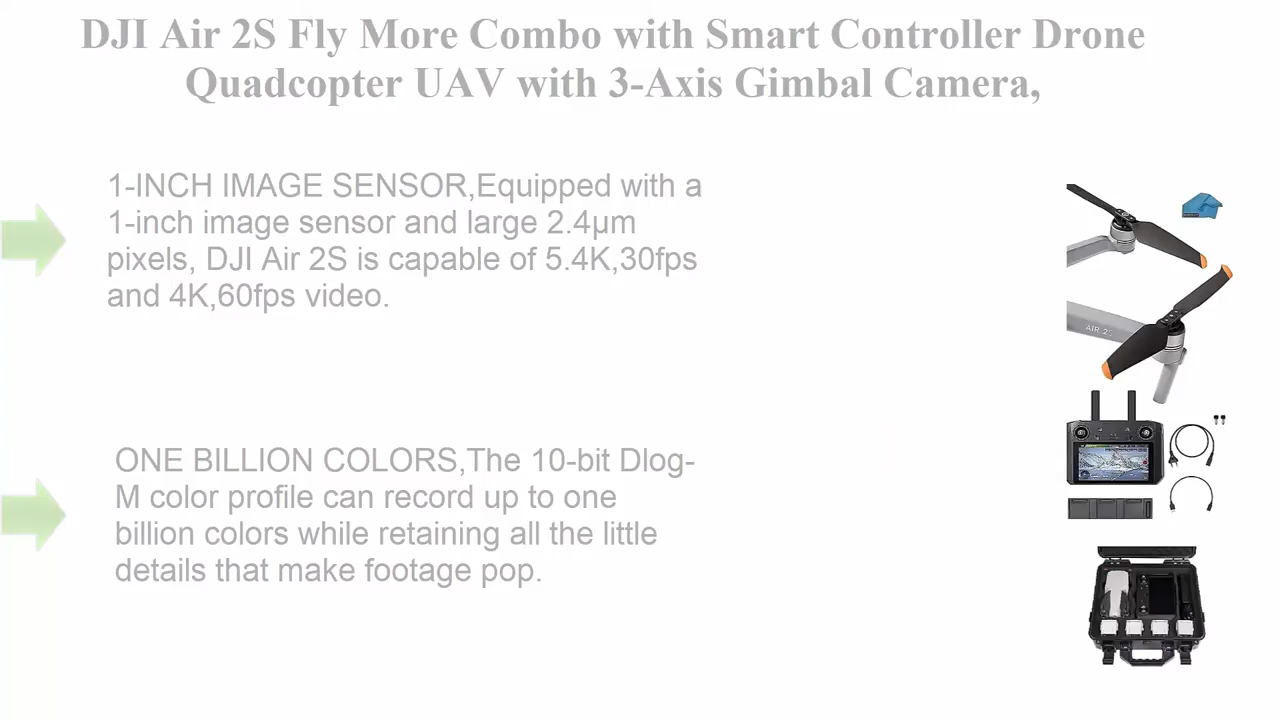 DJI Air 2S Fly More Combo with Smart Controller Drone
Quadcopter UAV with 3-Axis Gimbal Camera,
1-INCH IMAGE SENSOR,Equipped with a
1-inch image sensor and large 2.4μm
pixels, DJI Air 2S is capable of 5.4K,30fps
and 4K,60fps video.
AIR 2S
ONE BILLION COLORS,The 10-bit Dlog-
M color profile can record up to one
billion colors while retaining all the little
details that make footage pop.